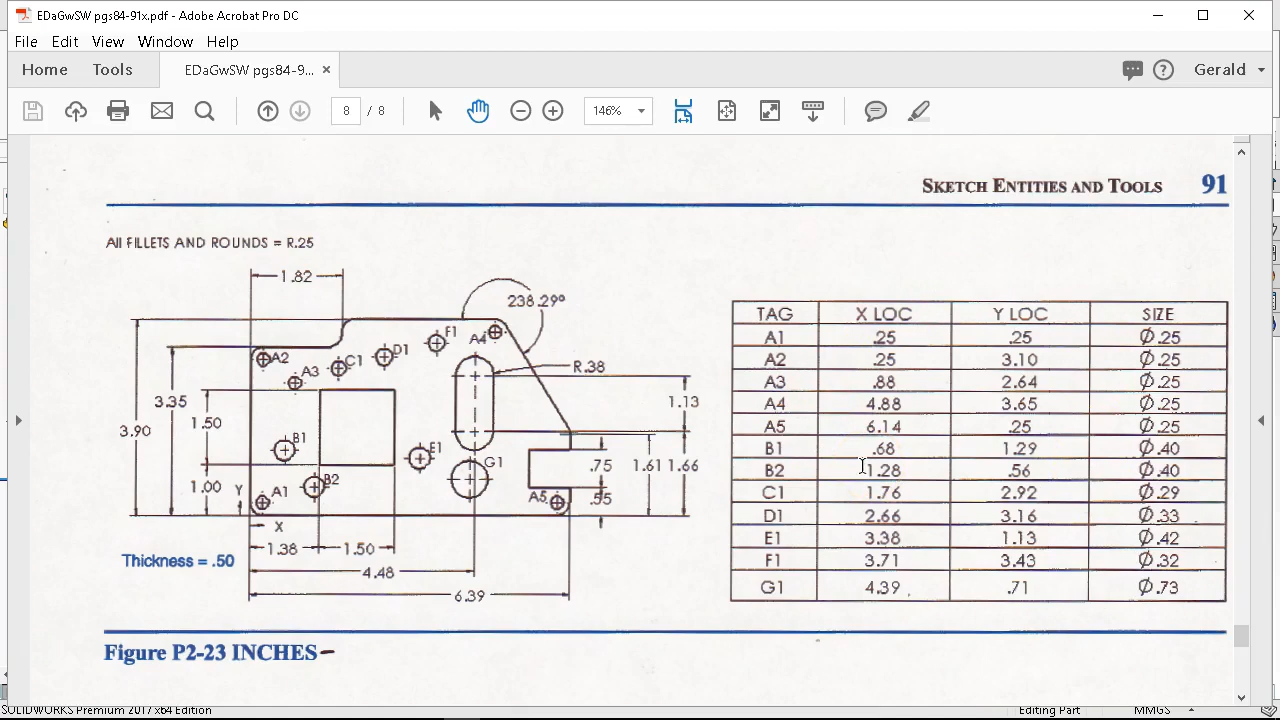 EDaGwSW pgs84-91x.pdf - Adobe Acrobat Pro DC
File Edit View Window Help
Home Tools EDaGwSW pgs84-9... × Gerald
8 / 8 146%
SKETCH ENTITIES AND TOOLS 91
All FILLETS AND ROUNDS = R.25
1.82
238.29°
F1
A4
A2
C1
D1
A3
R.38
3.35
1.50
1.13
3.90
B1
E1
G1
.75
1.61
1.66
1.00
Y
A1
B2
A5
.55
X
1.38
1.50
Thickness = .50
4.48
6.39
TAG X LOC Y LOC SIZE
A1 .25 .25 Ø.25
A2 .25 3.10 Ø.25
A3 .88 2.64 Ø.25
A4 4.88 3.65 Ø.25
A5 6.14 .25 Ø.25
B1 .68 1.29 Ø.40
B2 1.28 .56 Ø.40
C1 1.76 2.92 Ø.29
D1 2.66 3.16 Ø.33
E1 3.38 1.13 Ø.42
F1 3.71 3.43 Ø.32
G1 4.39 .71 Ø.73
Figure P2-23 INCHES-
SOLIDWORKS Premium 2017 x64 Edition Editing Part MMGS